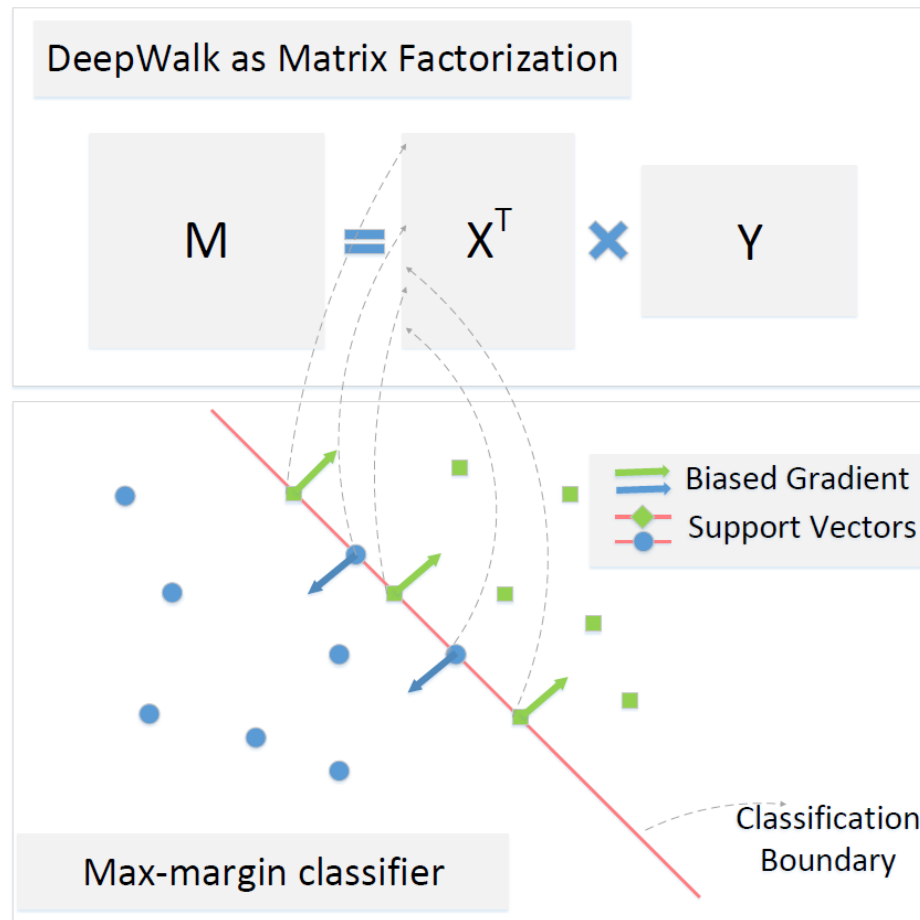 DeepWalk as Matrix Factorization
M = X^T × Y
Biased Gradient
Support Vectors
Classification
Boundary
Max-margin classifier